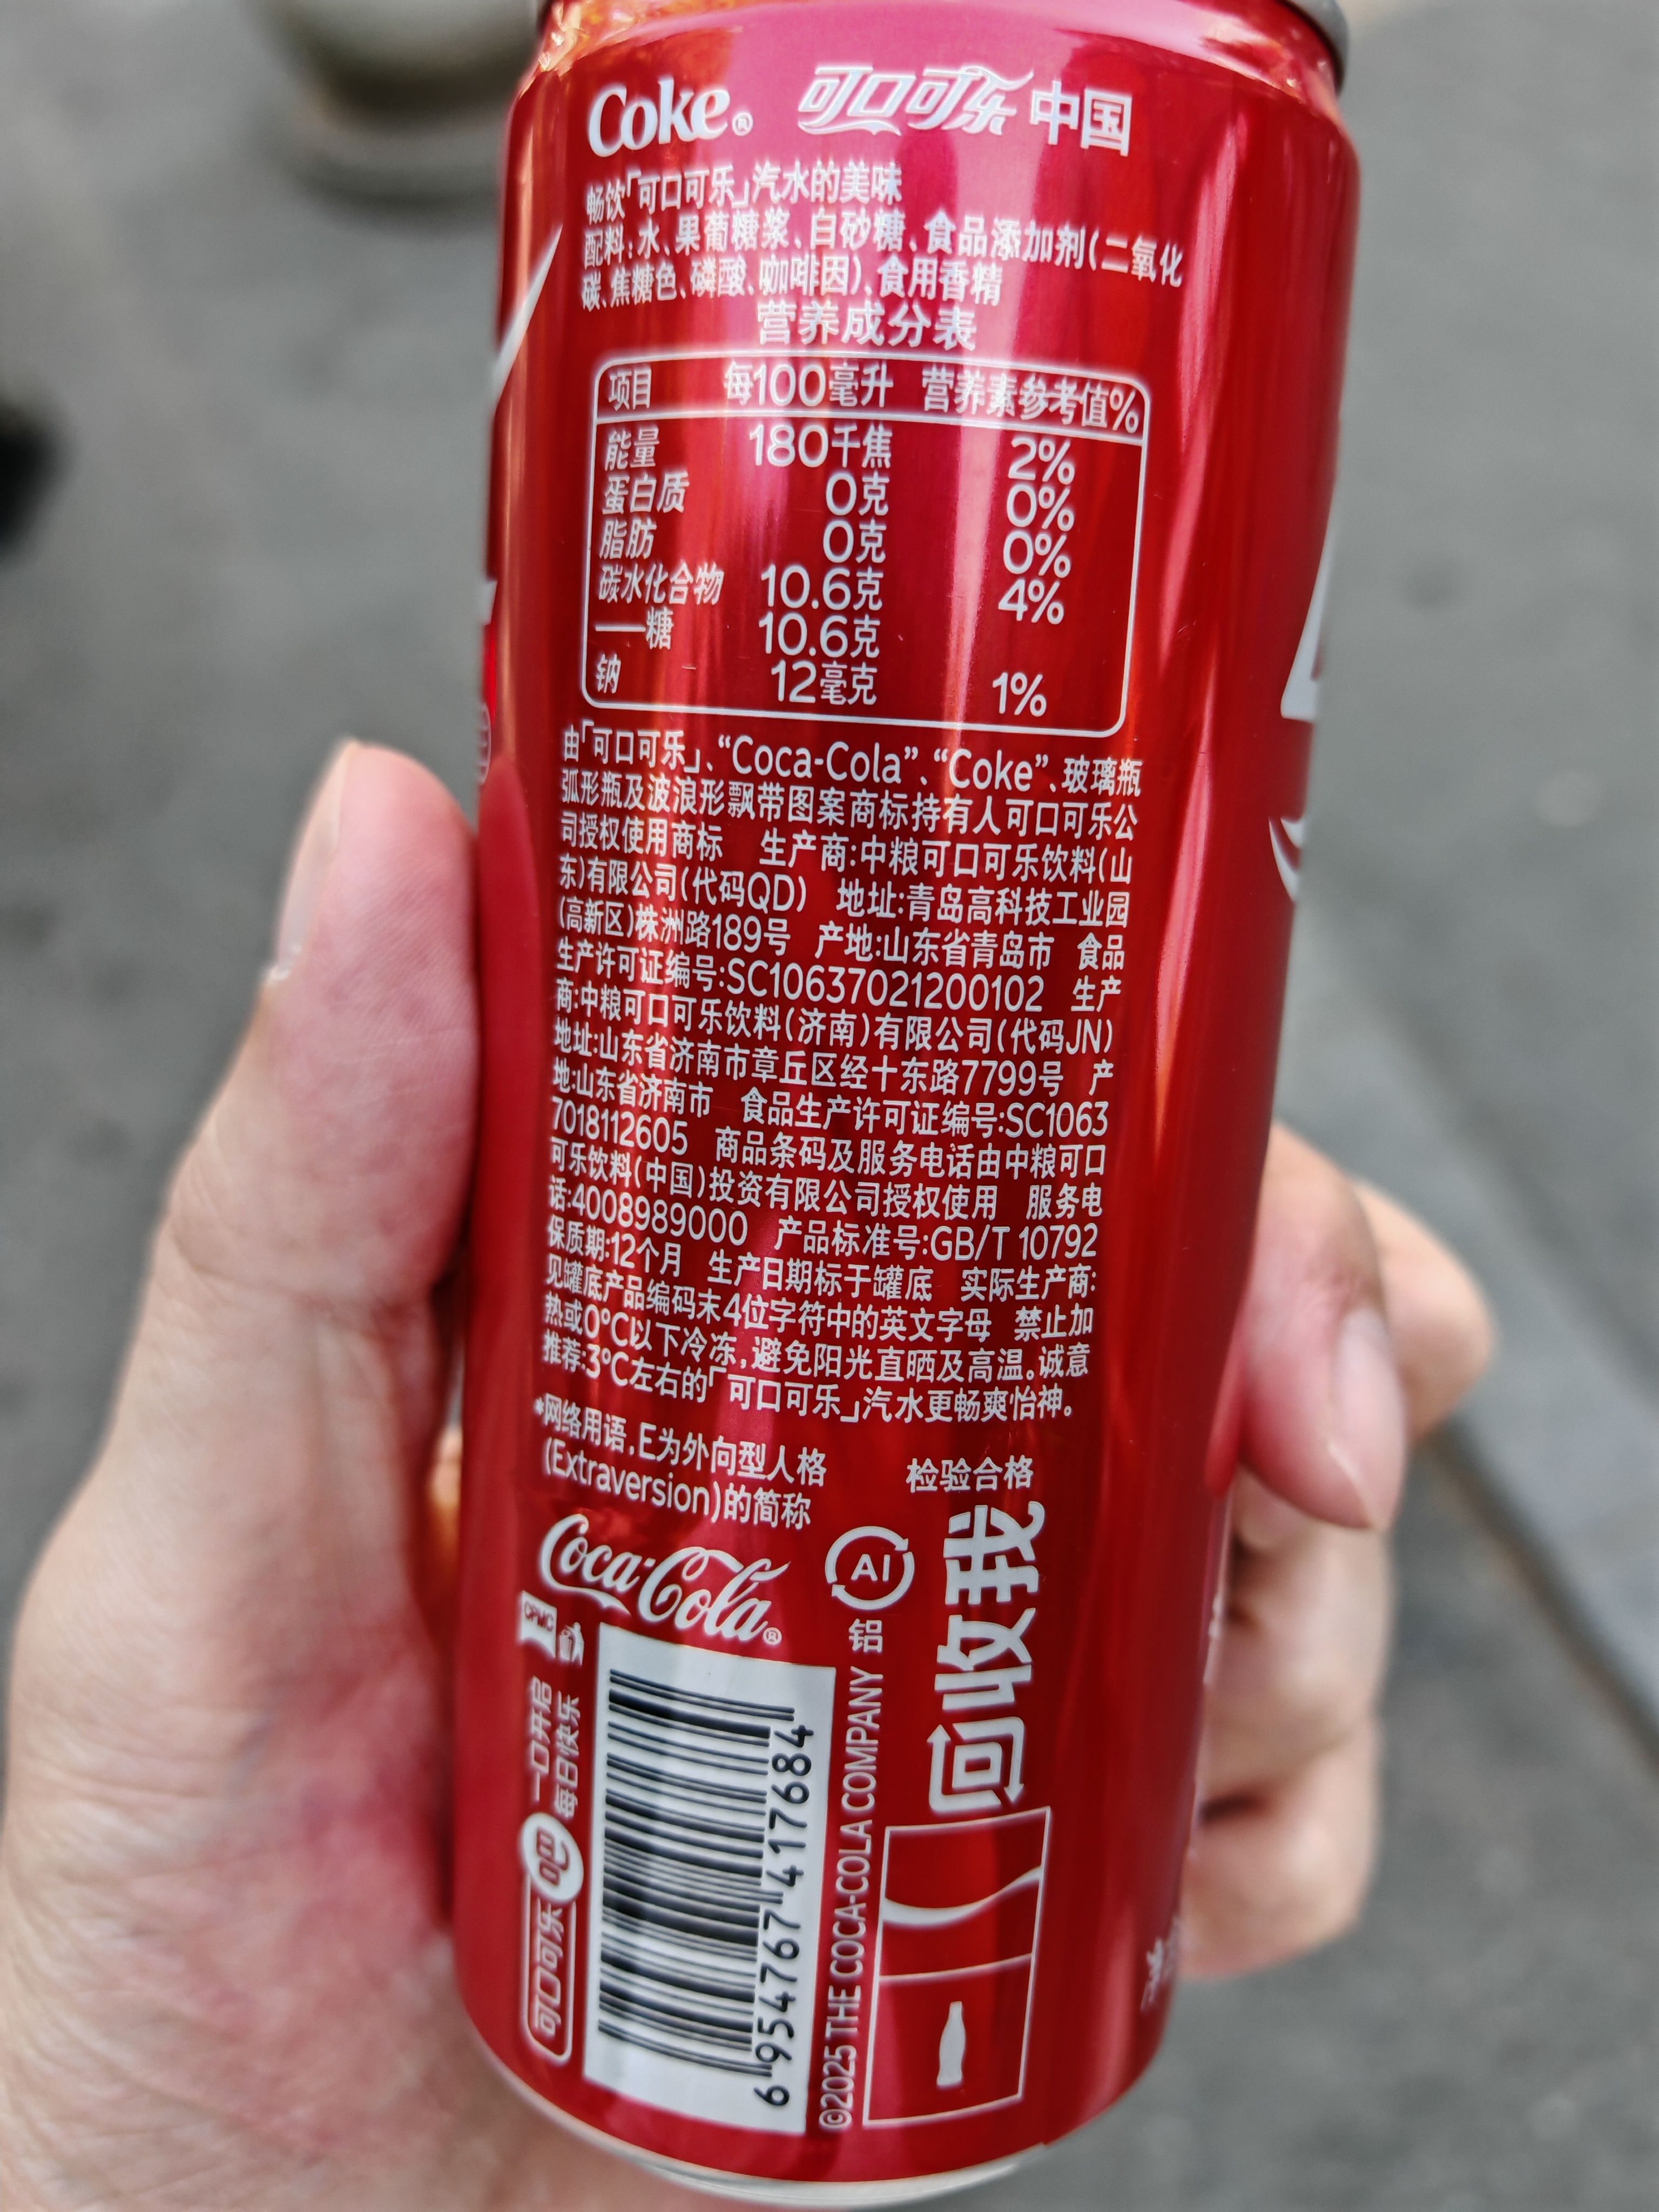 Coke® 可口可乐 中国
畅饮「可口可乐」汽水的美味
配料:水、果葡糖浆、白砂糖、食品添加剂(二氧化
碳、焦糖色、磷酸、咖啡因)、食用香精
营养成分表
项目 每100毫升 营养素参考值%
能量 180千焦 2%
蛋白质 0克 0%
脂肪 0克 0%
碳水化合物 10.6克 4%
——糖 10.6克
钠 12毫克 1%
由「可口可乐」、“Coca-Cola”、“Coke”、玻璃瓶
弧形瓶及波浪形飘带图案商标持有人可口可乐公
司授权使用商标 生产商:中粮可口可乐饮料(山
东)有限公司(代码QD) 地址:青岛高科技工业园
(高新区)株洲路189号 产地:山东省青岛市 食品
生产许可证编号:SC10637021200102 生产
商:中粮可口可乐饮料(济南)有限公司(代码JN)
地址:山东省济南市章丘区经十东路7799号 产
地:山东省济南市 食品生产许可证编号:SC1063
7018112605 商品条码及服务电话由中粮可口
可乐饮料(中国)投资有限公司授权使用 服务电
话:4008989000 产品标准号:GB/T 10792
保质期:12个月 生产日期标于罐底 实际生产商:
见罐底产品编码末4位字符中的英文字母 禁止加
热或0°C以下冷冻,避免阳光直晒及高温。诚意
推荐:3°C左右的「可口可乐」汽水更畅爽怡神。
*网络用语,E为外向型人格
(Extraversion)的简称
检验合格
Coca-Cola®
Al
铝
回收我
CPMC
一口开启
每日快乐
可口可乐 吧
6 954767 417684
©2025 THE COCA-COLA COMPANY
净